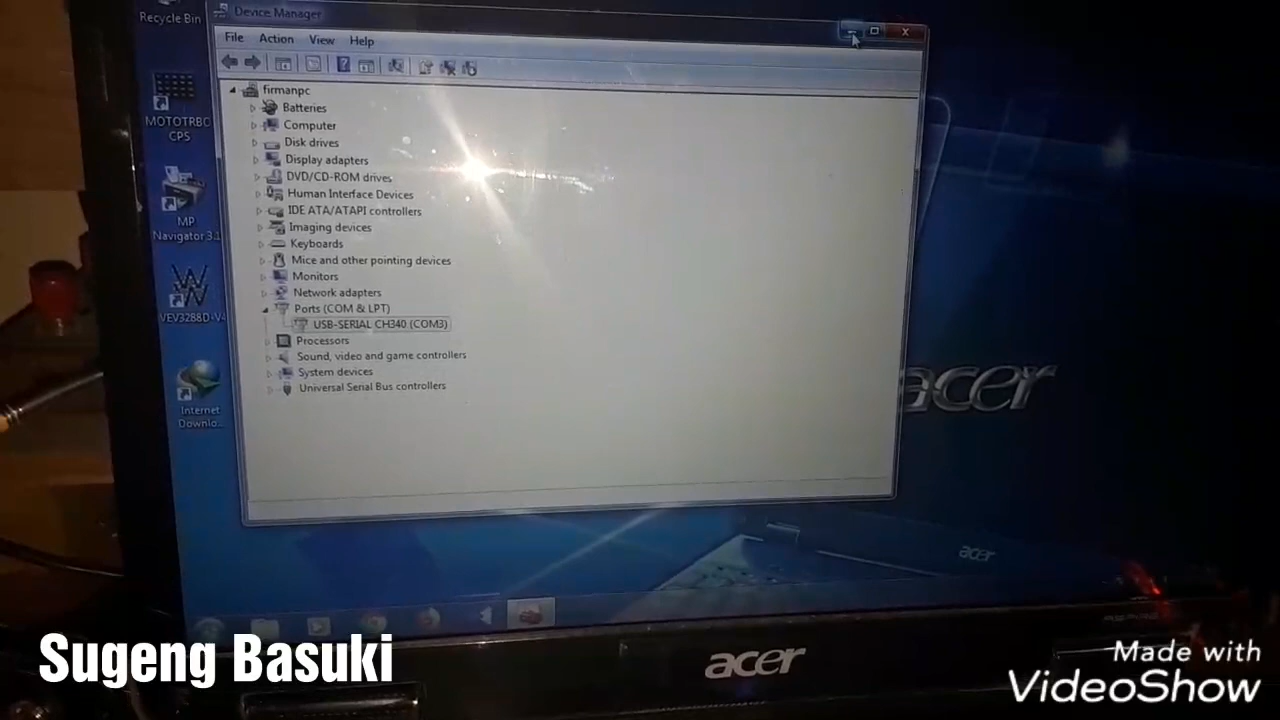 Recycle Bin
Device Manager
File Action View Help
firmanpc
Batteries
Computer
Disk drives
Display adapters
DVD/CD-ROM drives
Human Interface Devices
IDE ATA/ATAPI controllers
Imaging devices
Keyboards
Mice and other pointing devices
Monitors
Network adapters
Ports (COM & LPT)
USB-SERIAL CH340 (COM3)
Processors
Sound, video and game controllers
System devices
Universal Serial Bus controllers
MOTOTRBO
CPS
MP
Navigator 3.1
Internet
Downlo...
acer
acer
acer
Sugeng Basuki
Made with
VideoShow